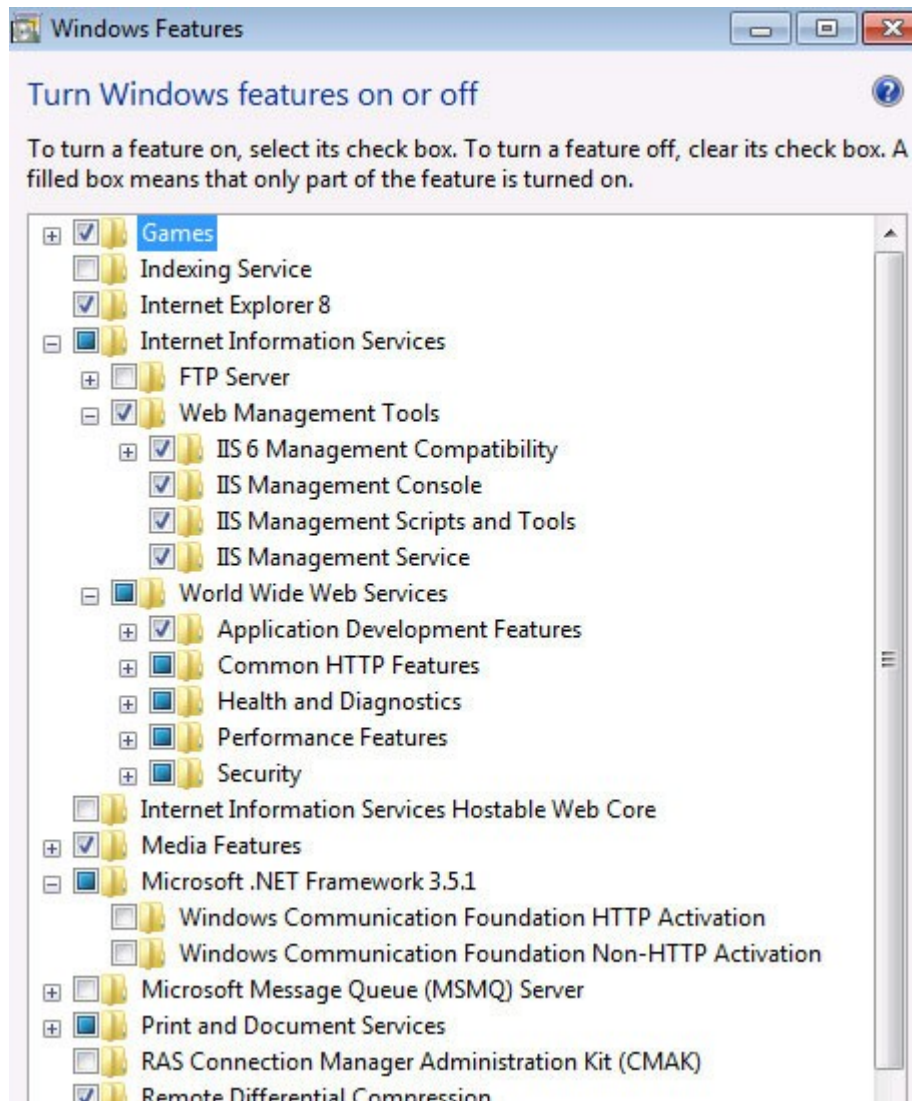 Windows Features
Turn Windows features on or off
To turn a feature on, select its check box. To turn a feature off, clear its check box. A
filled box means that only part of the feature is turned on.
Games
Indexing Service
Internet Explorer 8
Internet Information Services
FTP Server
Web Management Tools
IIS 6 Management Compatibility
IIS Management Console
IIS Management Scripts and Tools
IIS Management Service
World Wide Web Services
Application Development Features
Common HTTP Features
Health and Diagnostics
Performance Features
Security
Internet Information Services Hostable Web Core
Media Features
Microsoft .NET Framework 3.5.1
Windows Communication Foundation HTTP Activation
Windows Communication Foundation Non-HTTP Activation
Microsoft Message Queue (MSMQ) Server
Print and Document Services
RAS Connection Manager Administration Kit (CMAK)
Remote Differential Compression